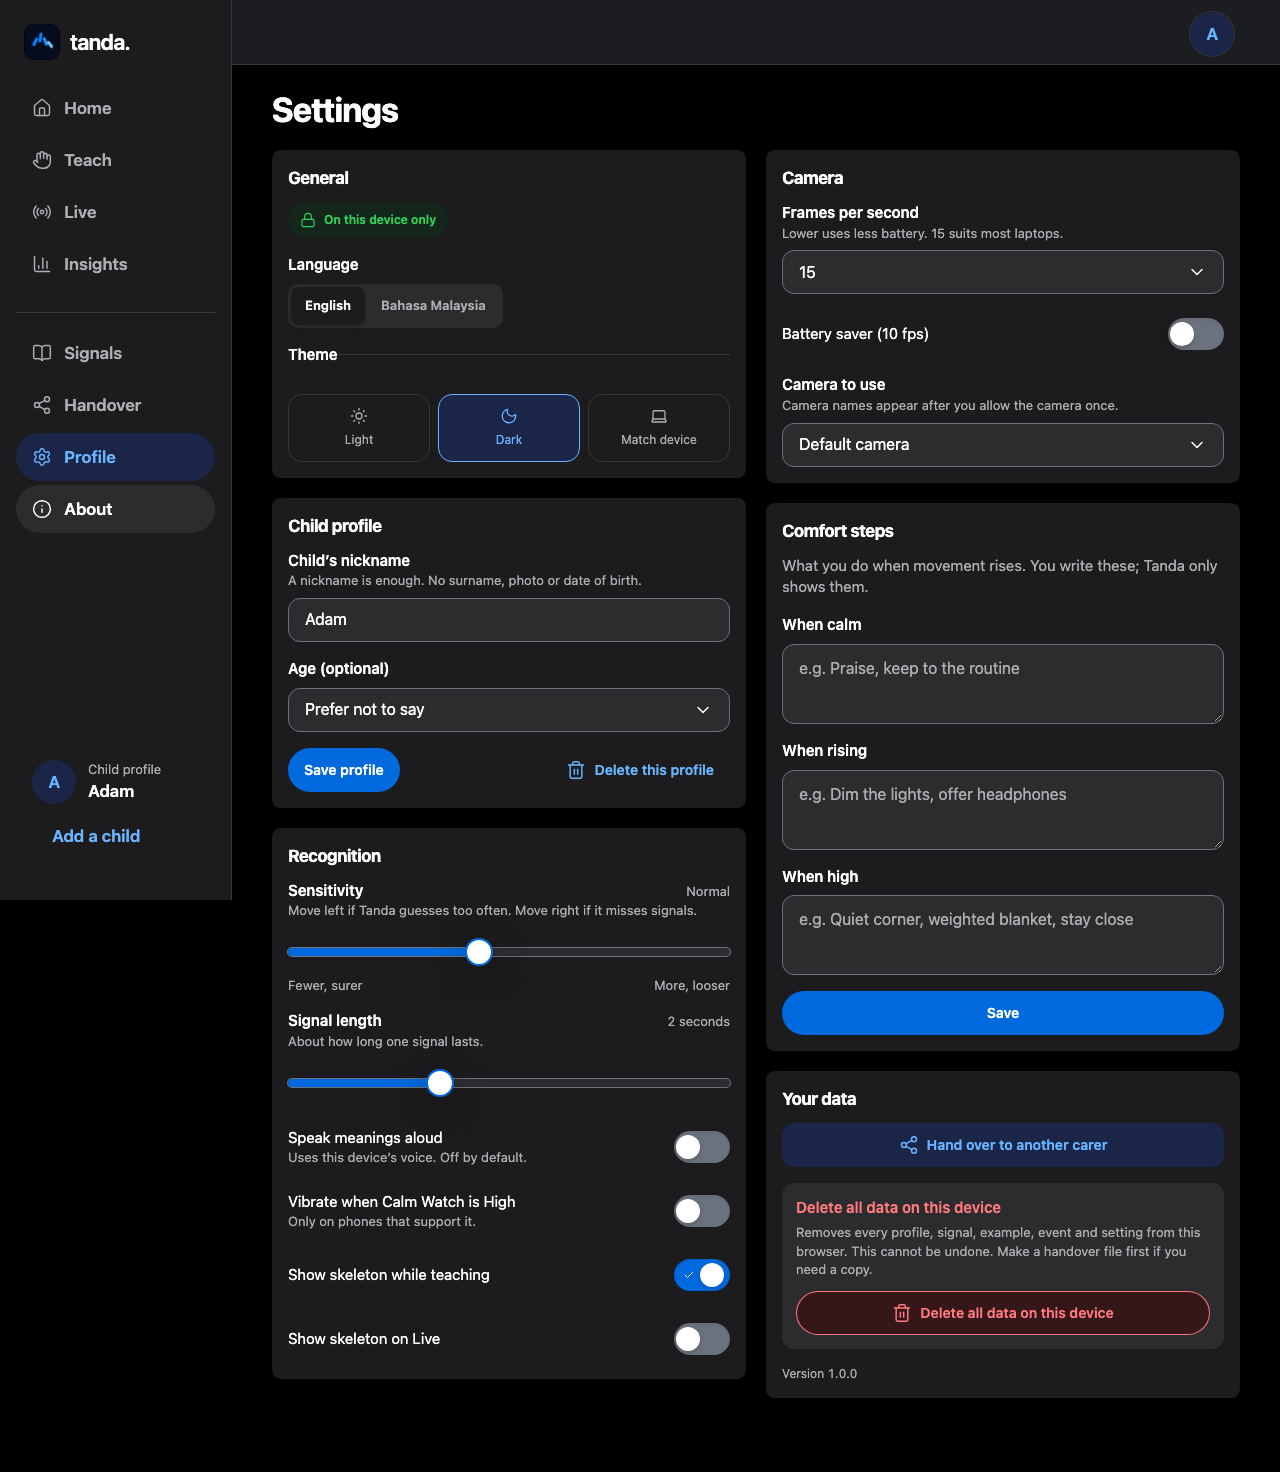 tanda.
Home
Teach
Live
Insights
Signals
Handover
Profile
About
A
Child profile
Adam
Add a child
A
Settings
General
On this device only
Language
English
Bahasa Malaysia
Theme
Light
Dark
Match device
Child profile
Child’s nickname
A nickname is enough. No surname, photo or date of birth.
Adam
Age (optional)
Prefer not to say
Save profile
Delete this profile
Recognition
Sensitivity
Normal
Move left if Tanda guesses too often. Move right if it misses signals.
Fewer, surer
More, looser
Signal length
2 seconds
About how long one signal lasts.
Speak meanings aloud
Uses this device’s voice. Off by default.
Vibrate when Calm Watch is High
Only on phones that support it.
Show skeleton while teaching
Show skeleton on Live
Camera
Frames per second
Lower uses less battery. 15 suits most laptops.
15
Battery saver (10 fps)
Camera to use
Camera names appear after you allow the camera once.
Default camera
Comfort steps
What you do when movement rises. You write these; Tanda only
shows them.
When calm
e.g. Praise, keep to the routine
When rising
e.g. Dim the lights, offer headphones
When high
e.g. Quiet corner, weighted blanket, stay close
Save
Your data
Hand over to another carer
Delete all data on this device
Removes every profile, signal, example, event and setting from this
browser. This cannot be undone. Make a handover file first if you
need a copy.
Delete all data on this device
Version 1.0.0